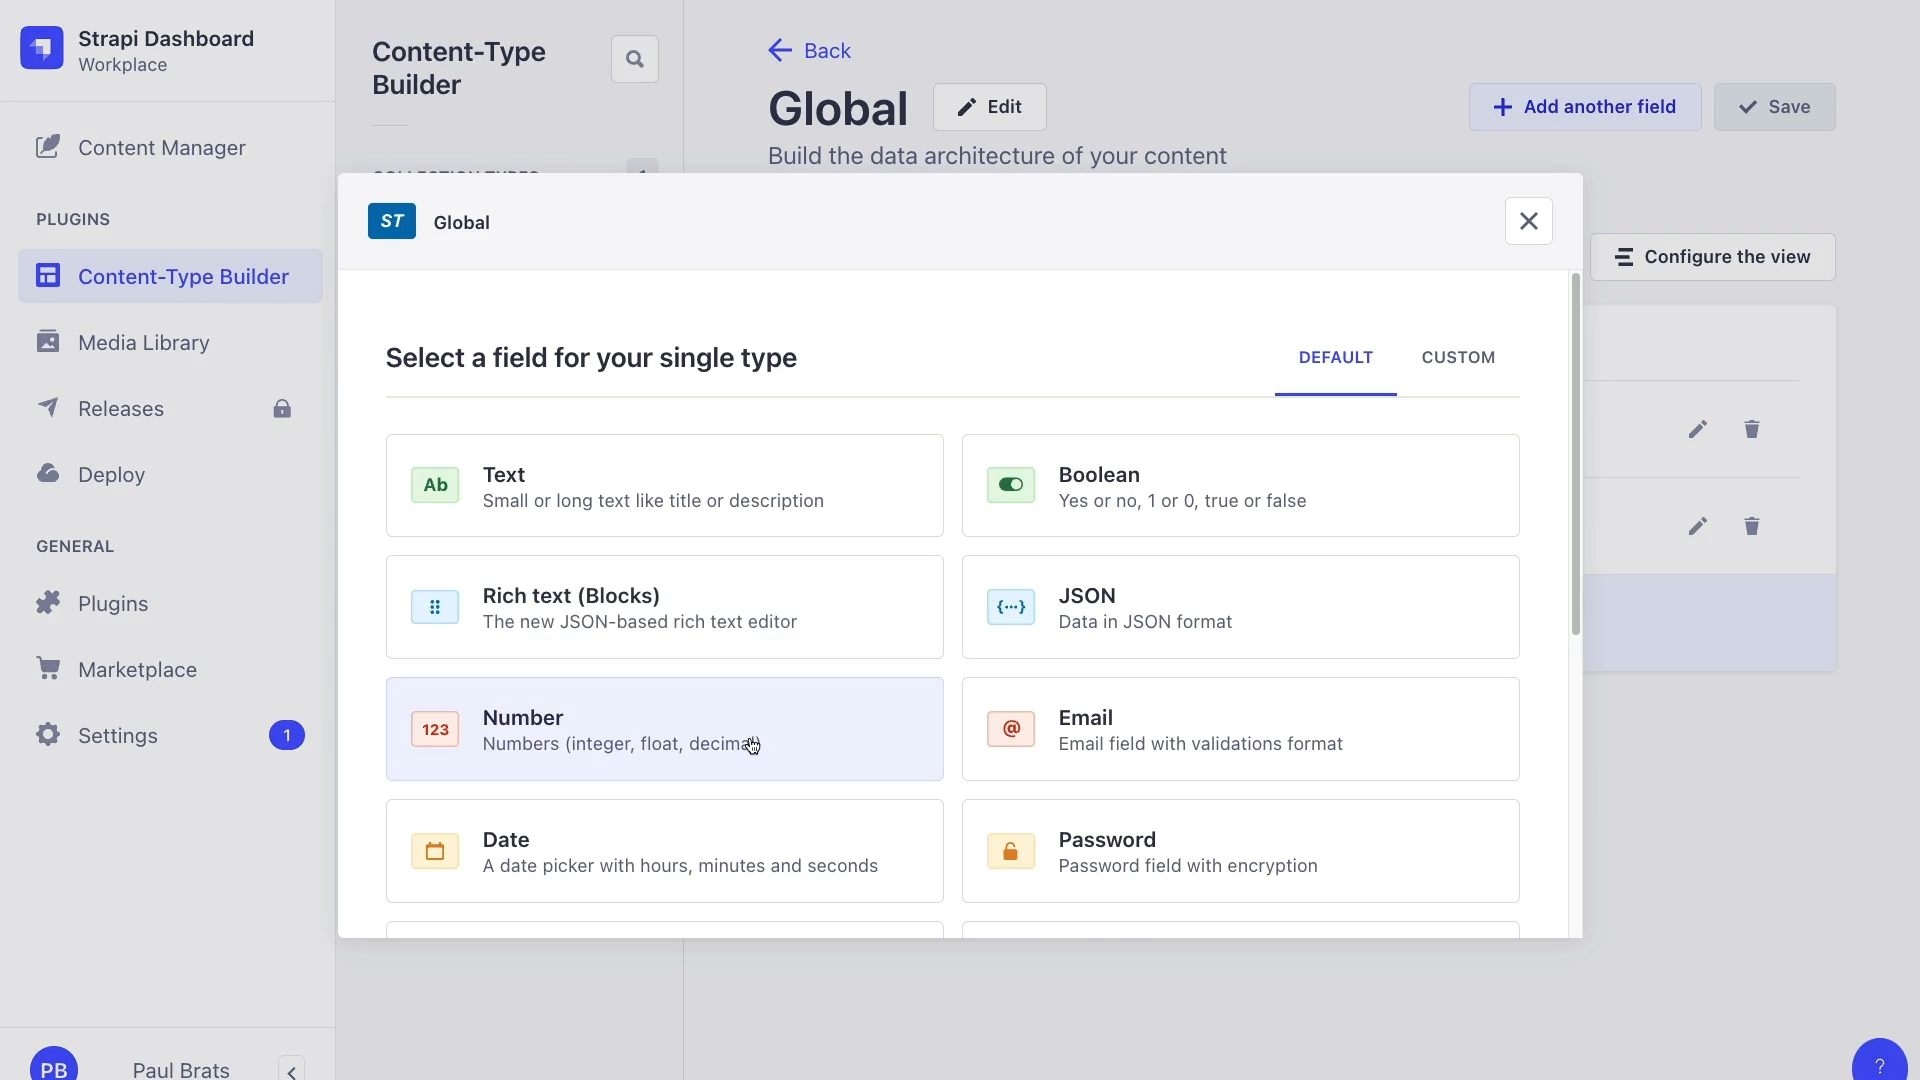 Strapi Dashboard
Workplace
Content Manager
PLUGINS
Content-Type Builder
Media Library
Releases
Deploy
GENERAL
Plugins
Marketplace
Settings
1
PB
Paul Brats
Content-Type
Builder
COLLECTION TYPES
Back
Global
Edit
Build the data architecture of your content
Add another field
Save
Configure the view
ST
Global
Select a field for your single type
DEFAULT
CUSTOM
Ab
Text
Small or long text like title or description
Boolean
Yes or no, 1 or 0, true or false
Rich text (Blocks)
The new JSON-based rich text editor
{...}
JSON
Data in JSON format
123
Number
Numbers (integer, float, decimal)
@
Email
Email field with validations format
Date
A date picker with hours, minutes and seconds
Password
Password field with encryption
?